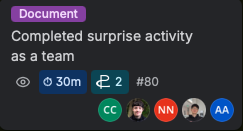 Document
Completed surprise activity
as a team
30m 2 #80
CC NN AA